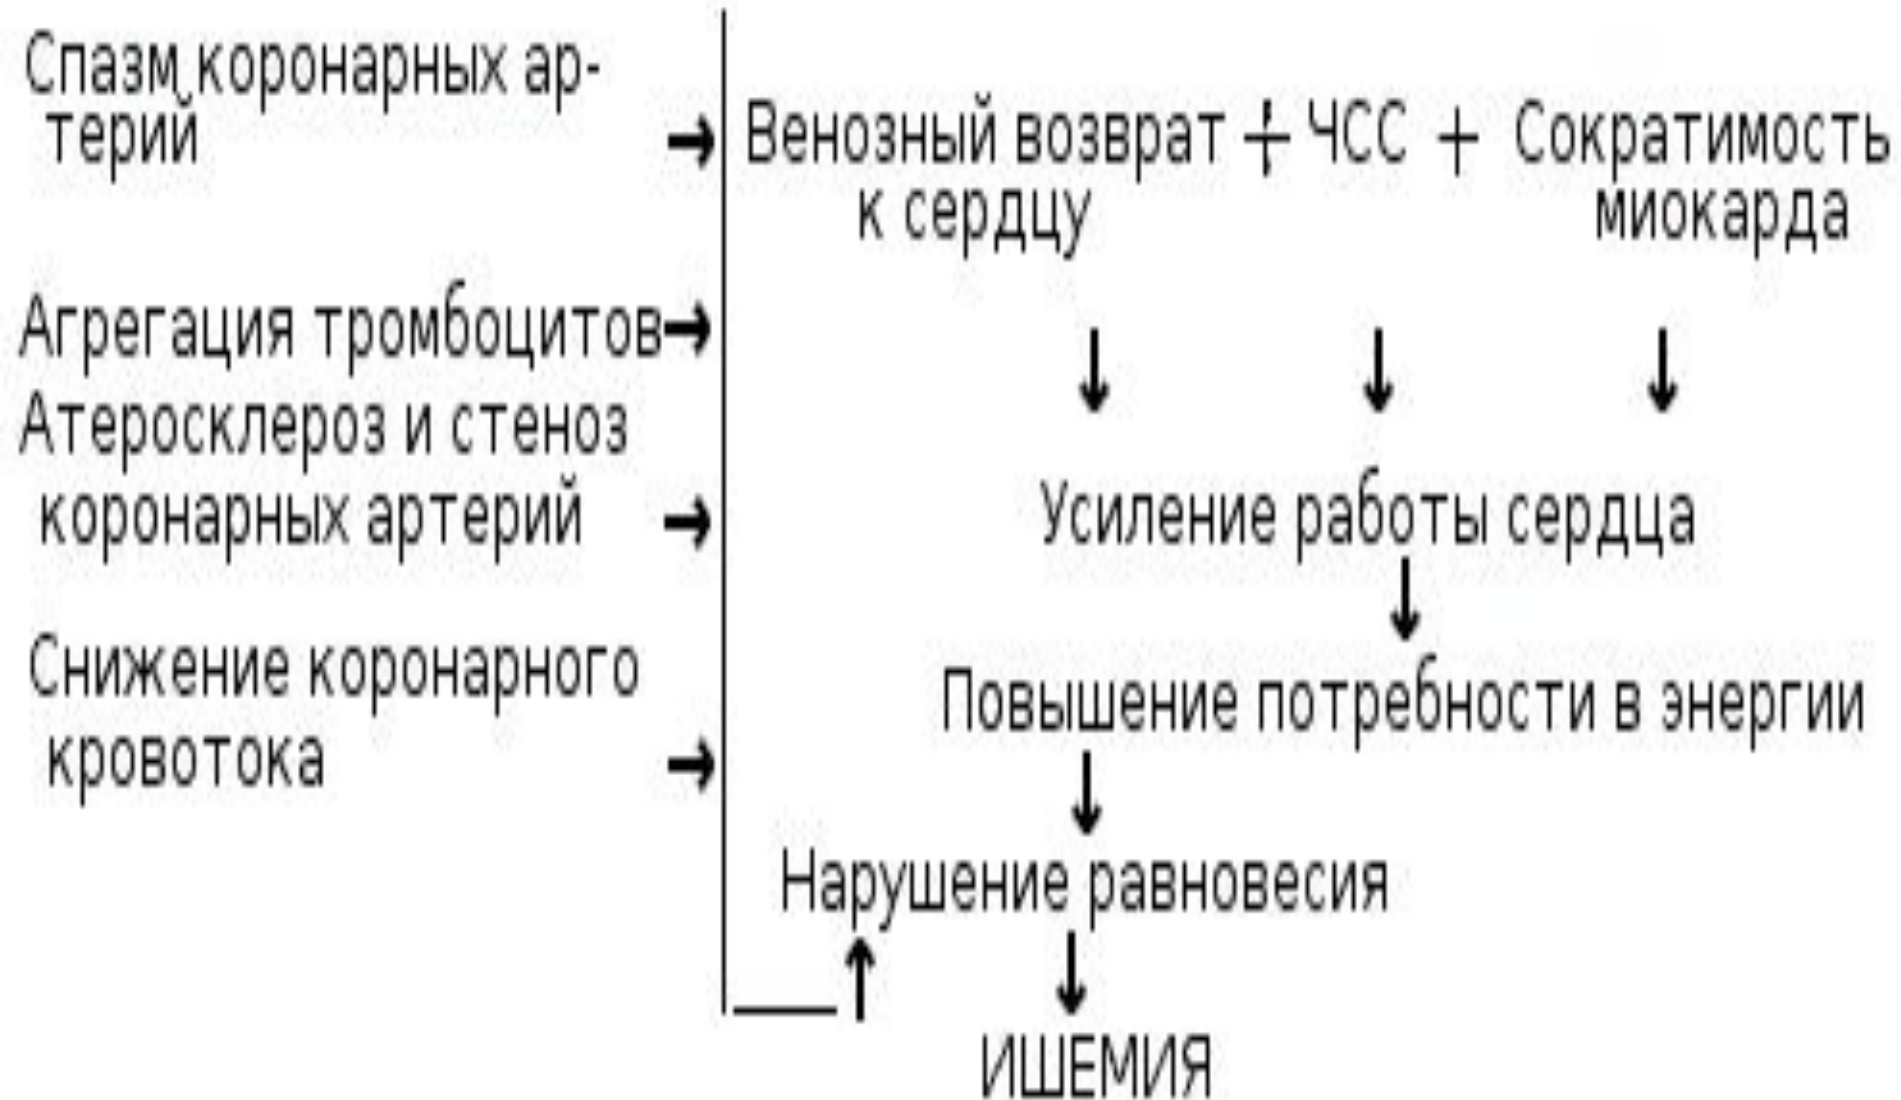 Спазм коронарных ар-
терий
Венозный возврат + ЧСС + Сократимость
к сердцу миокарда
Агрегация тромбоцитов
Атеросклероз и стеноз
коронарных артерий
Усиление работы сердца
Снижение коронарного
кровотока
Повышение потребности в энергии
Нарушение равновесия
ИШЕМИЯ